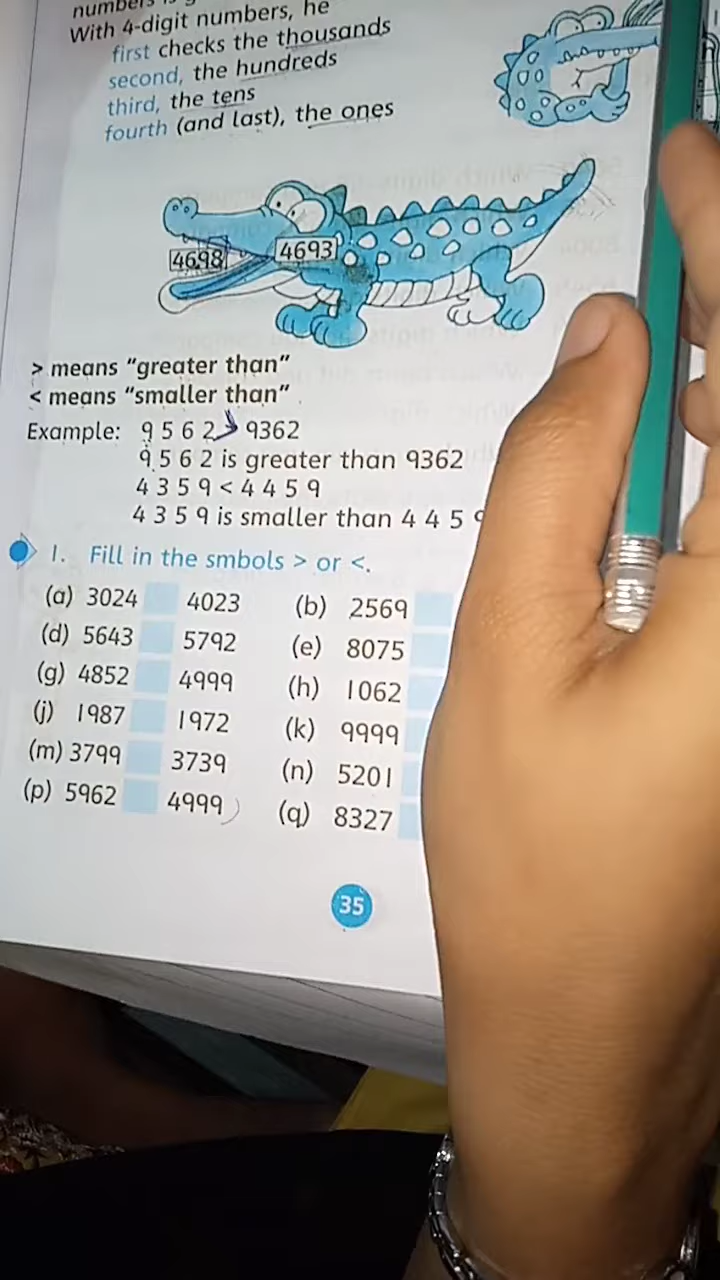 With 4-digit numbers, he
first checks the thousands
second, the hundreds
third, the tens
fourth (and last), the ones
4698 4693
> means "greater than"
< means "smaller than"
Example: 9 5 6 2 > 9362
9 5 6 2 is greater than 9362
4 3 5 9 < 4 4 5 9
4 3 5 9 is smaller than 4 4 5 9
1. Fill in the smbols > or <.
(a) 3024 4023 (b) 2569
(d) 5643 5792 (e) 8075
(g) 4852 4999 (h) 1062
(j) 1987 1972 (k) 9999
(m) 3799 3739 (n) 5201
(p) 5962 4999 (q) 8327
35